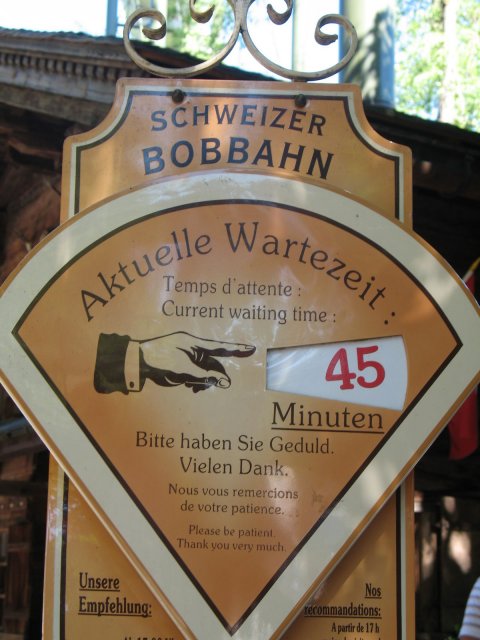 SCHWEIZER
BOBBAHN
Aktuelle Wartezeit:
Temps d'attente :
Current waiting time :
45
Minuten
Bitte haben Sie Geduld.
Vielen Dank.
Nous vous remercions
de votre patience.
Please be patient.
Thank you very much.
Unsere
Empfehlung:
Nos
recommandations:
A partir de 17